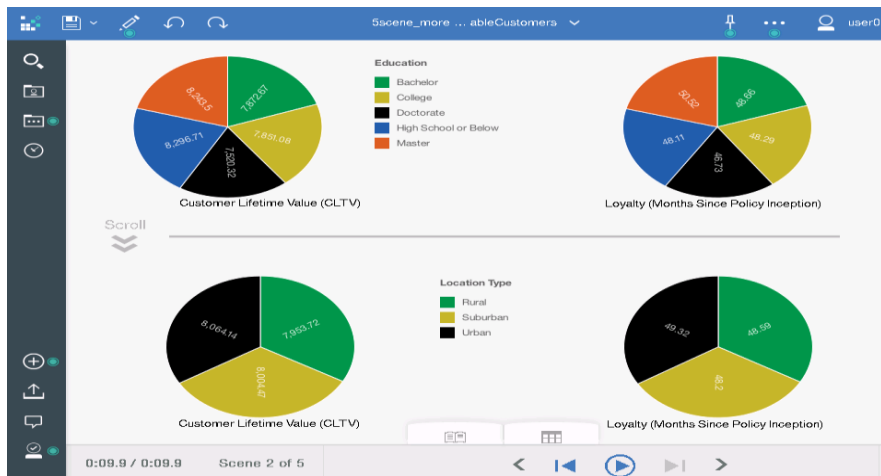 5scene_more ... ableCustomers
user0
Education
Bachelor
College
Doctorate
High School or Below
Master
8,243.5
7,872.67
7,851.08
7,520.32
8,296.71
Customer Lifetime Value (CLTV)
50.52
48.66
48.29
46.73
48.11
Loyalty (Months Since Policy Inception)
Scroll
Location Type
Rural
Suburban
Urban
8,064.14
7,953.72
8,004.47
Customer Lifetime Value (CLTV)
49.32
48.59
48.2
Loyalty (Months Since Policy Inception)
0:09.9 / 0:09.9
Scene 2 of 5